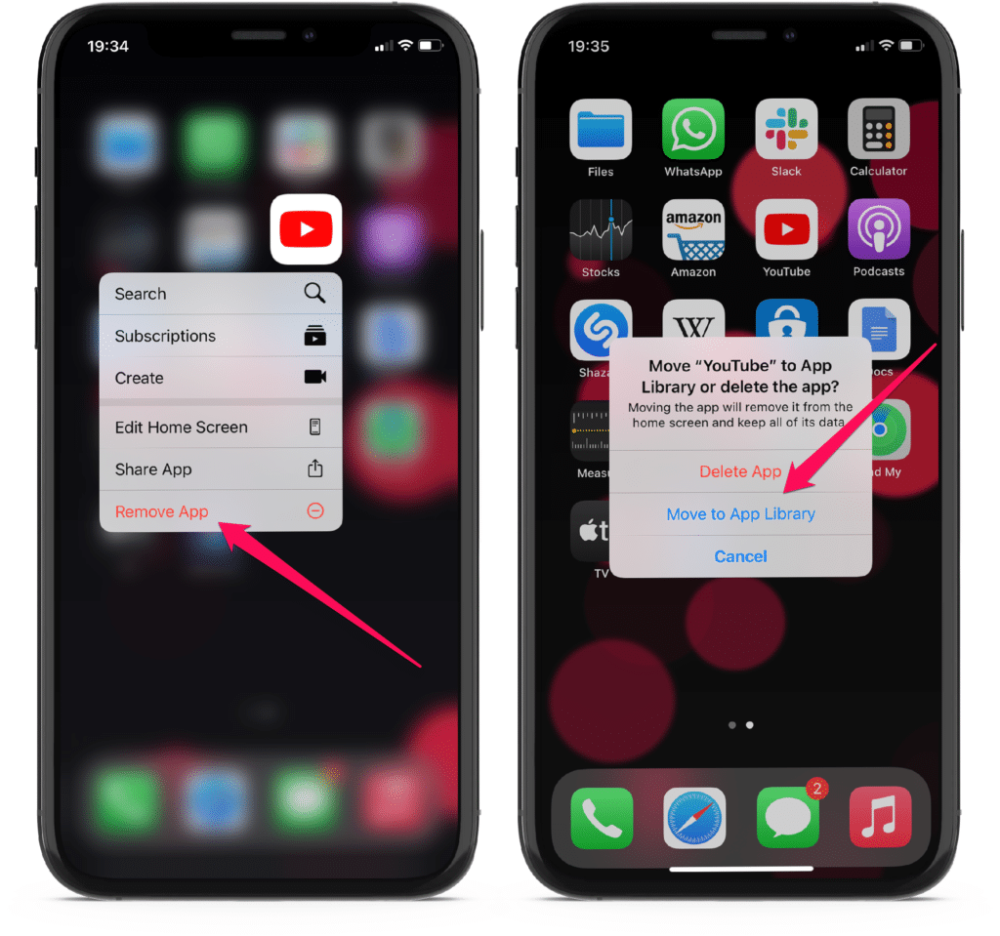 19:34
Search
Subscriptions
Create
Edit Home Screen
Share App
Remove App
19:35
Files
WhatsApp
Slack
Calculator
amazon
Stocks
Amazon
YouTube
Podcasts
W
Shaza
Docs
Move “YouTube” to App
Library or delete the app?
Moving the app will remove it from the
home screen and keep all of its data.
Measu
nd My
Delete App
Move to App Library
tv
Cancel
TV
2